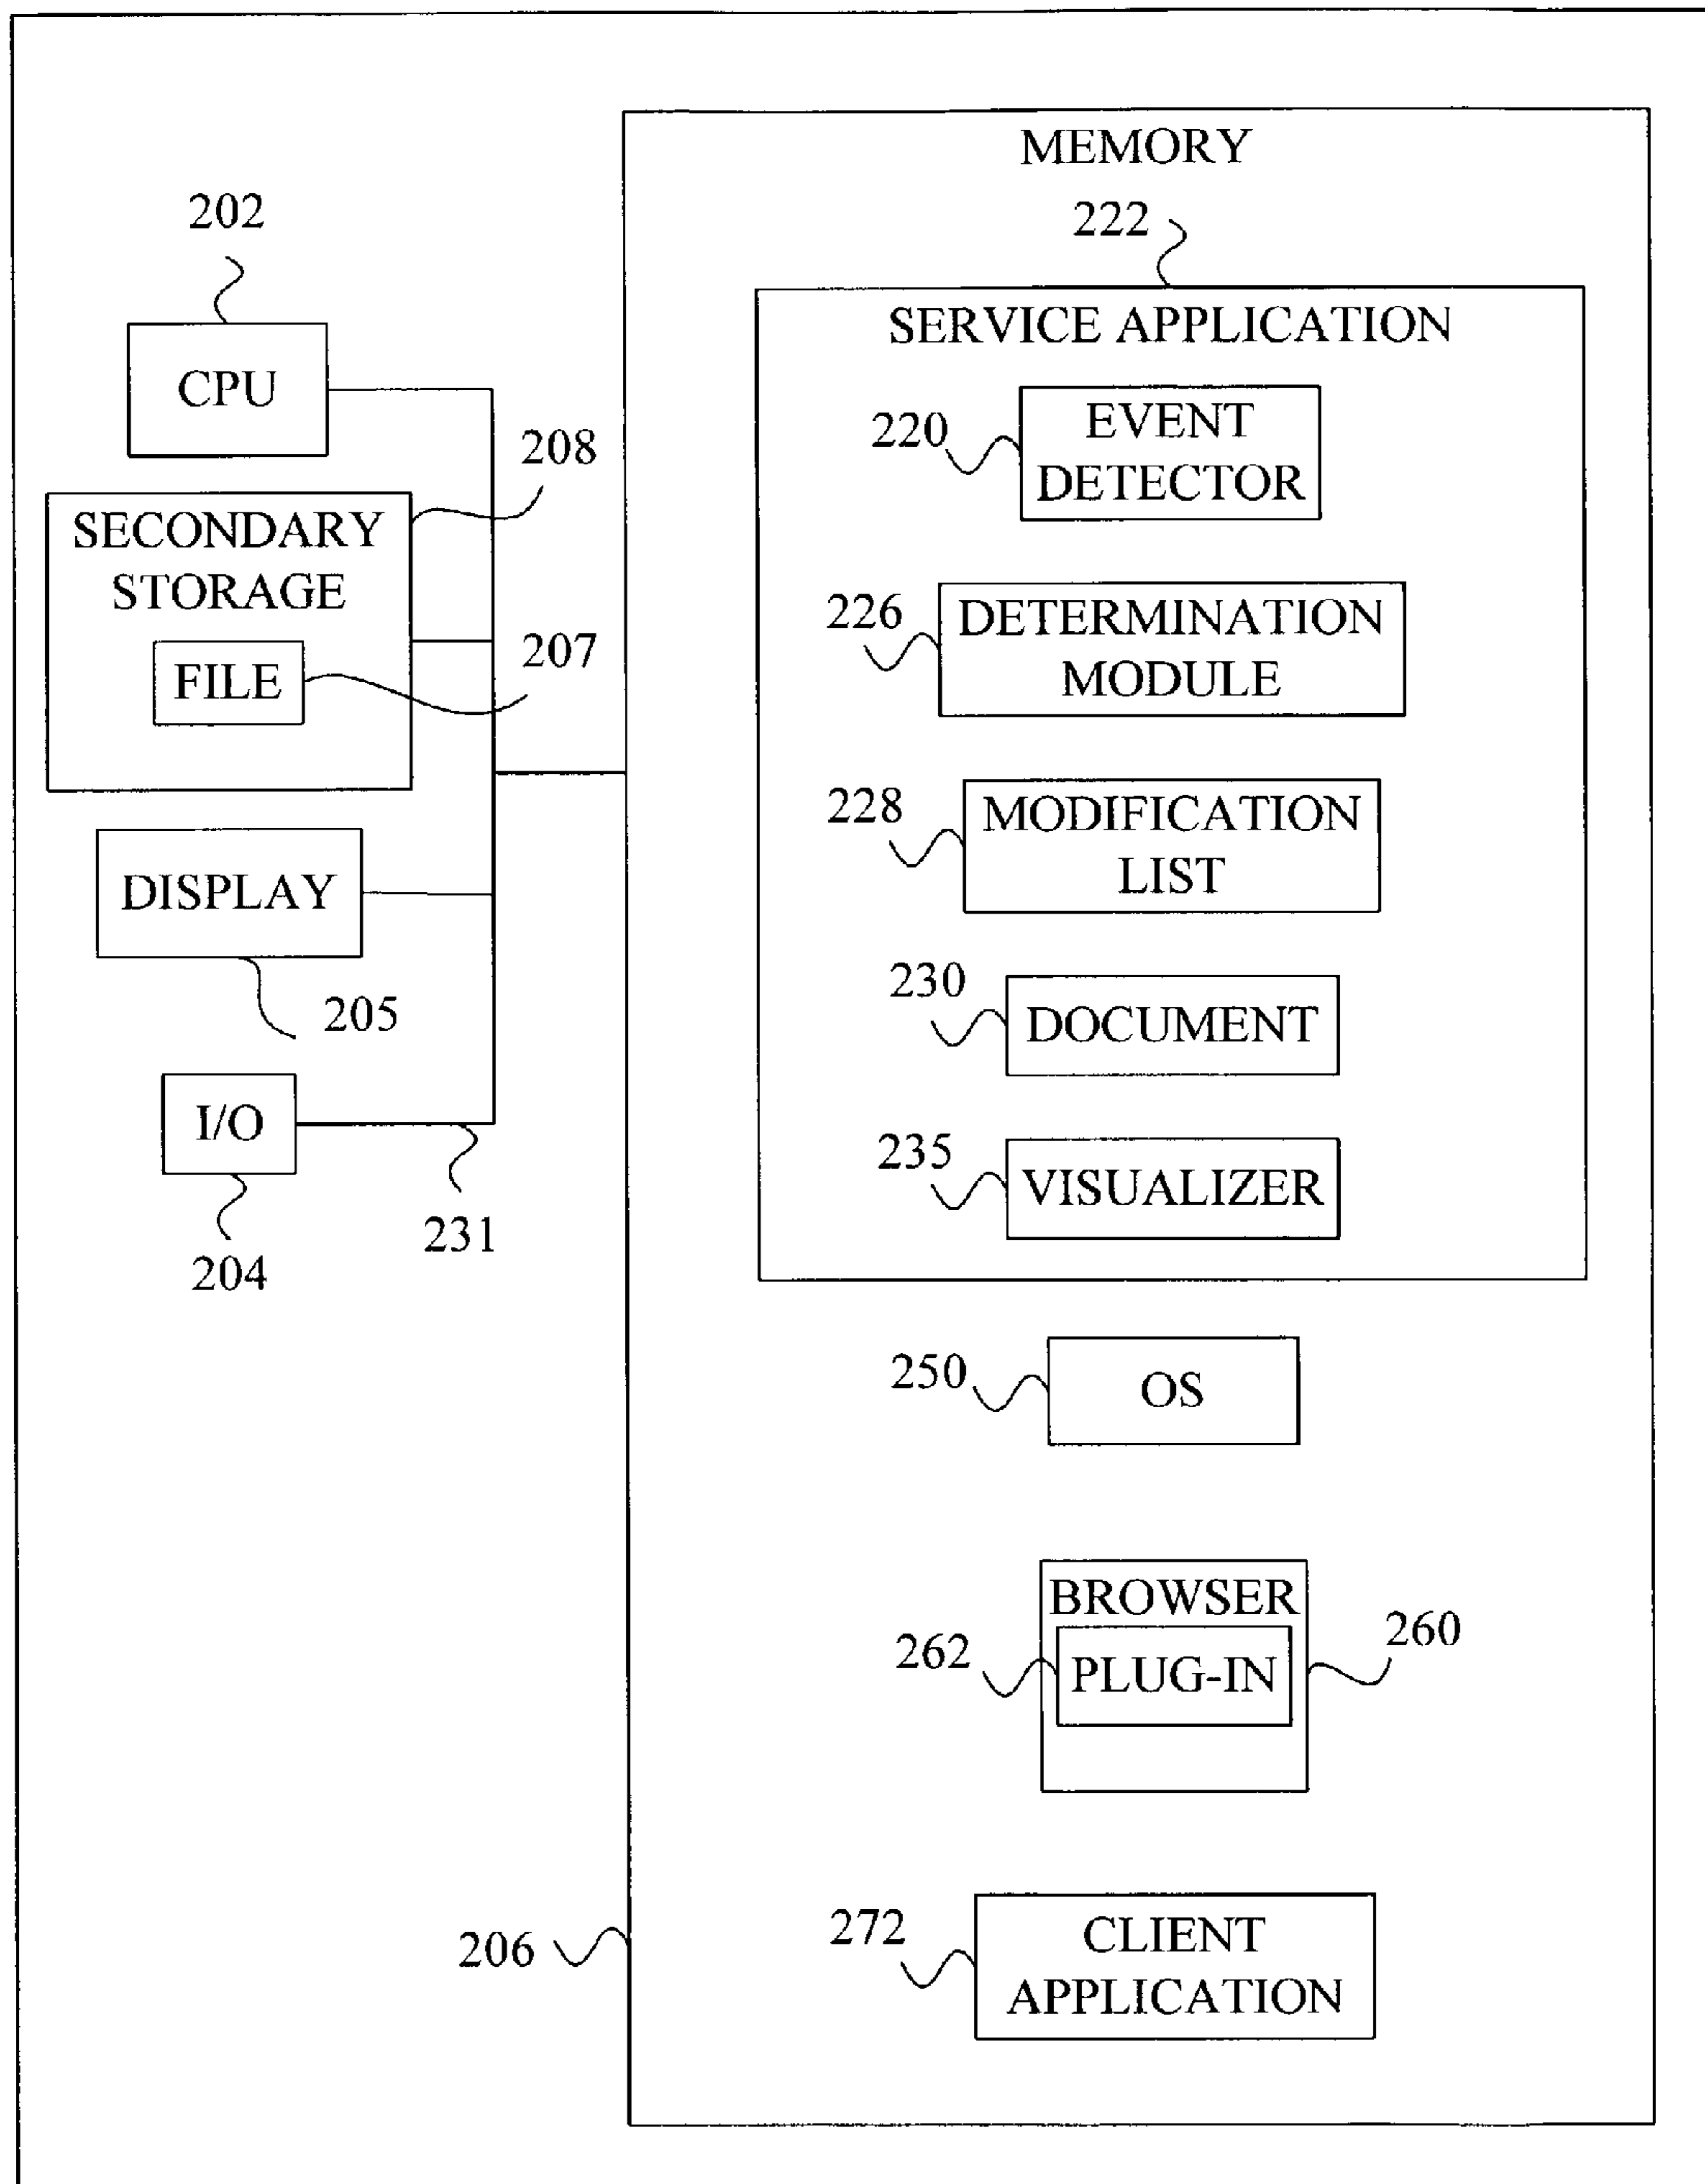 MEMORY
202
222
CPU
SERVICE APPLICATION
208
220
EVENT
DETECTOR
SECONDARY
STORAGE
FILE
207
226
DETERMINATION
MODULE
228
MODIFICATION
LIST
DISPLAY
205
230
DOCUMENT
I/O
204
231
235
VISUALIZER
250
OS
BROWSER
262
PLUG-IN
260
206
272
CLIENT
APPLICATION